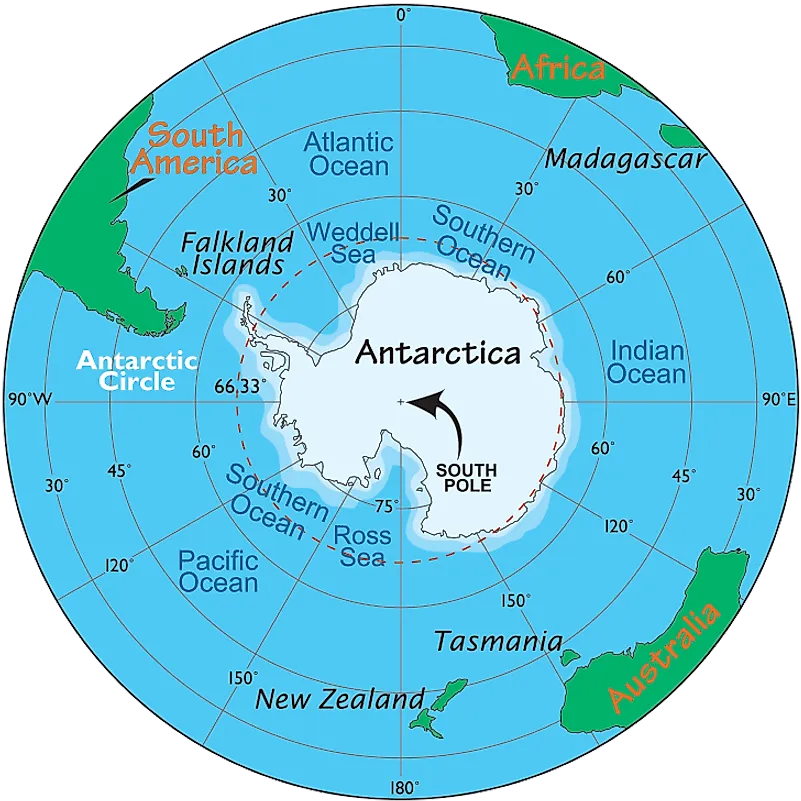 0°
Africa
South
America
Atlantic
Ocean
Madagascar
30°
30°
Falkland
Islands
Weddell
Sea
Southern
Ocean
60°
Antarctica
Antarctic
Circle
66,33°
Indian
Ocean
90°W
90°E
60°
60°
30°
45°
45°
30°
SOUTH
POLE
75°
Southern
Ocean
Ross
Sea
120°
Pacific
Ocean
120°
150°
Tasmania
Australia
150°
New Zealand
180°